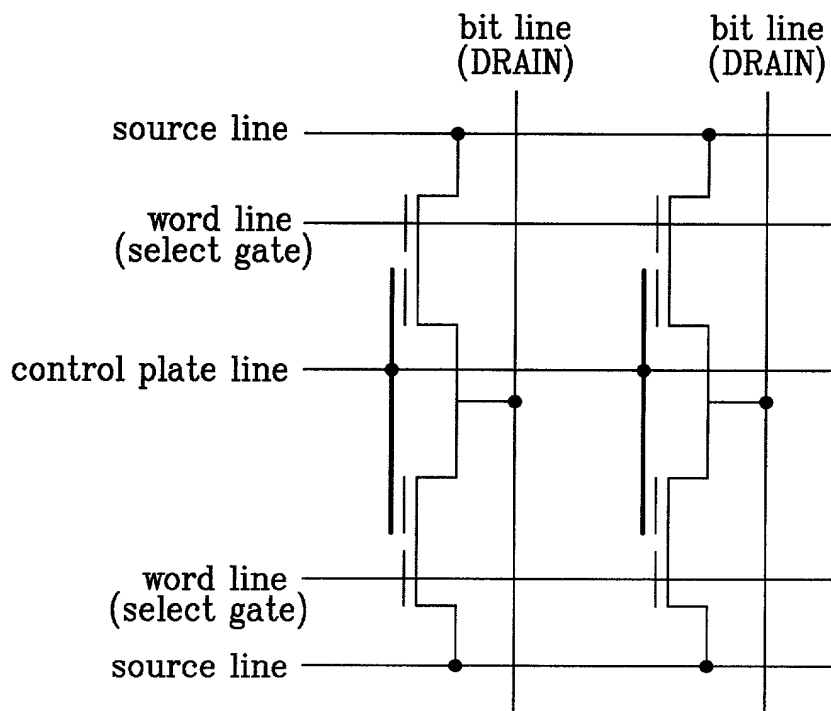 bit line
(DRAIN)
bit line
(DRAIN)
source line
word line
(select gate)
control plate line
word line
(select gate)
source line